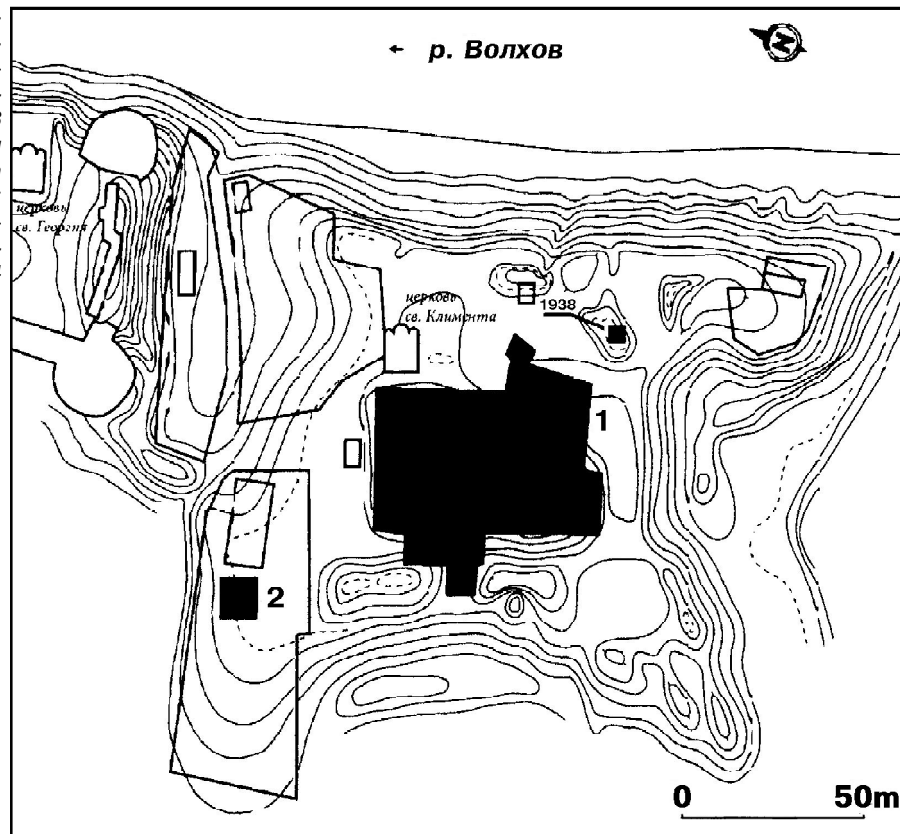 ← р. Волхов
N
церковь
св. Георгия
церковь
св. Климента
1938
1
2
0 50m